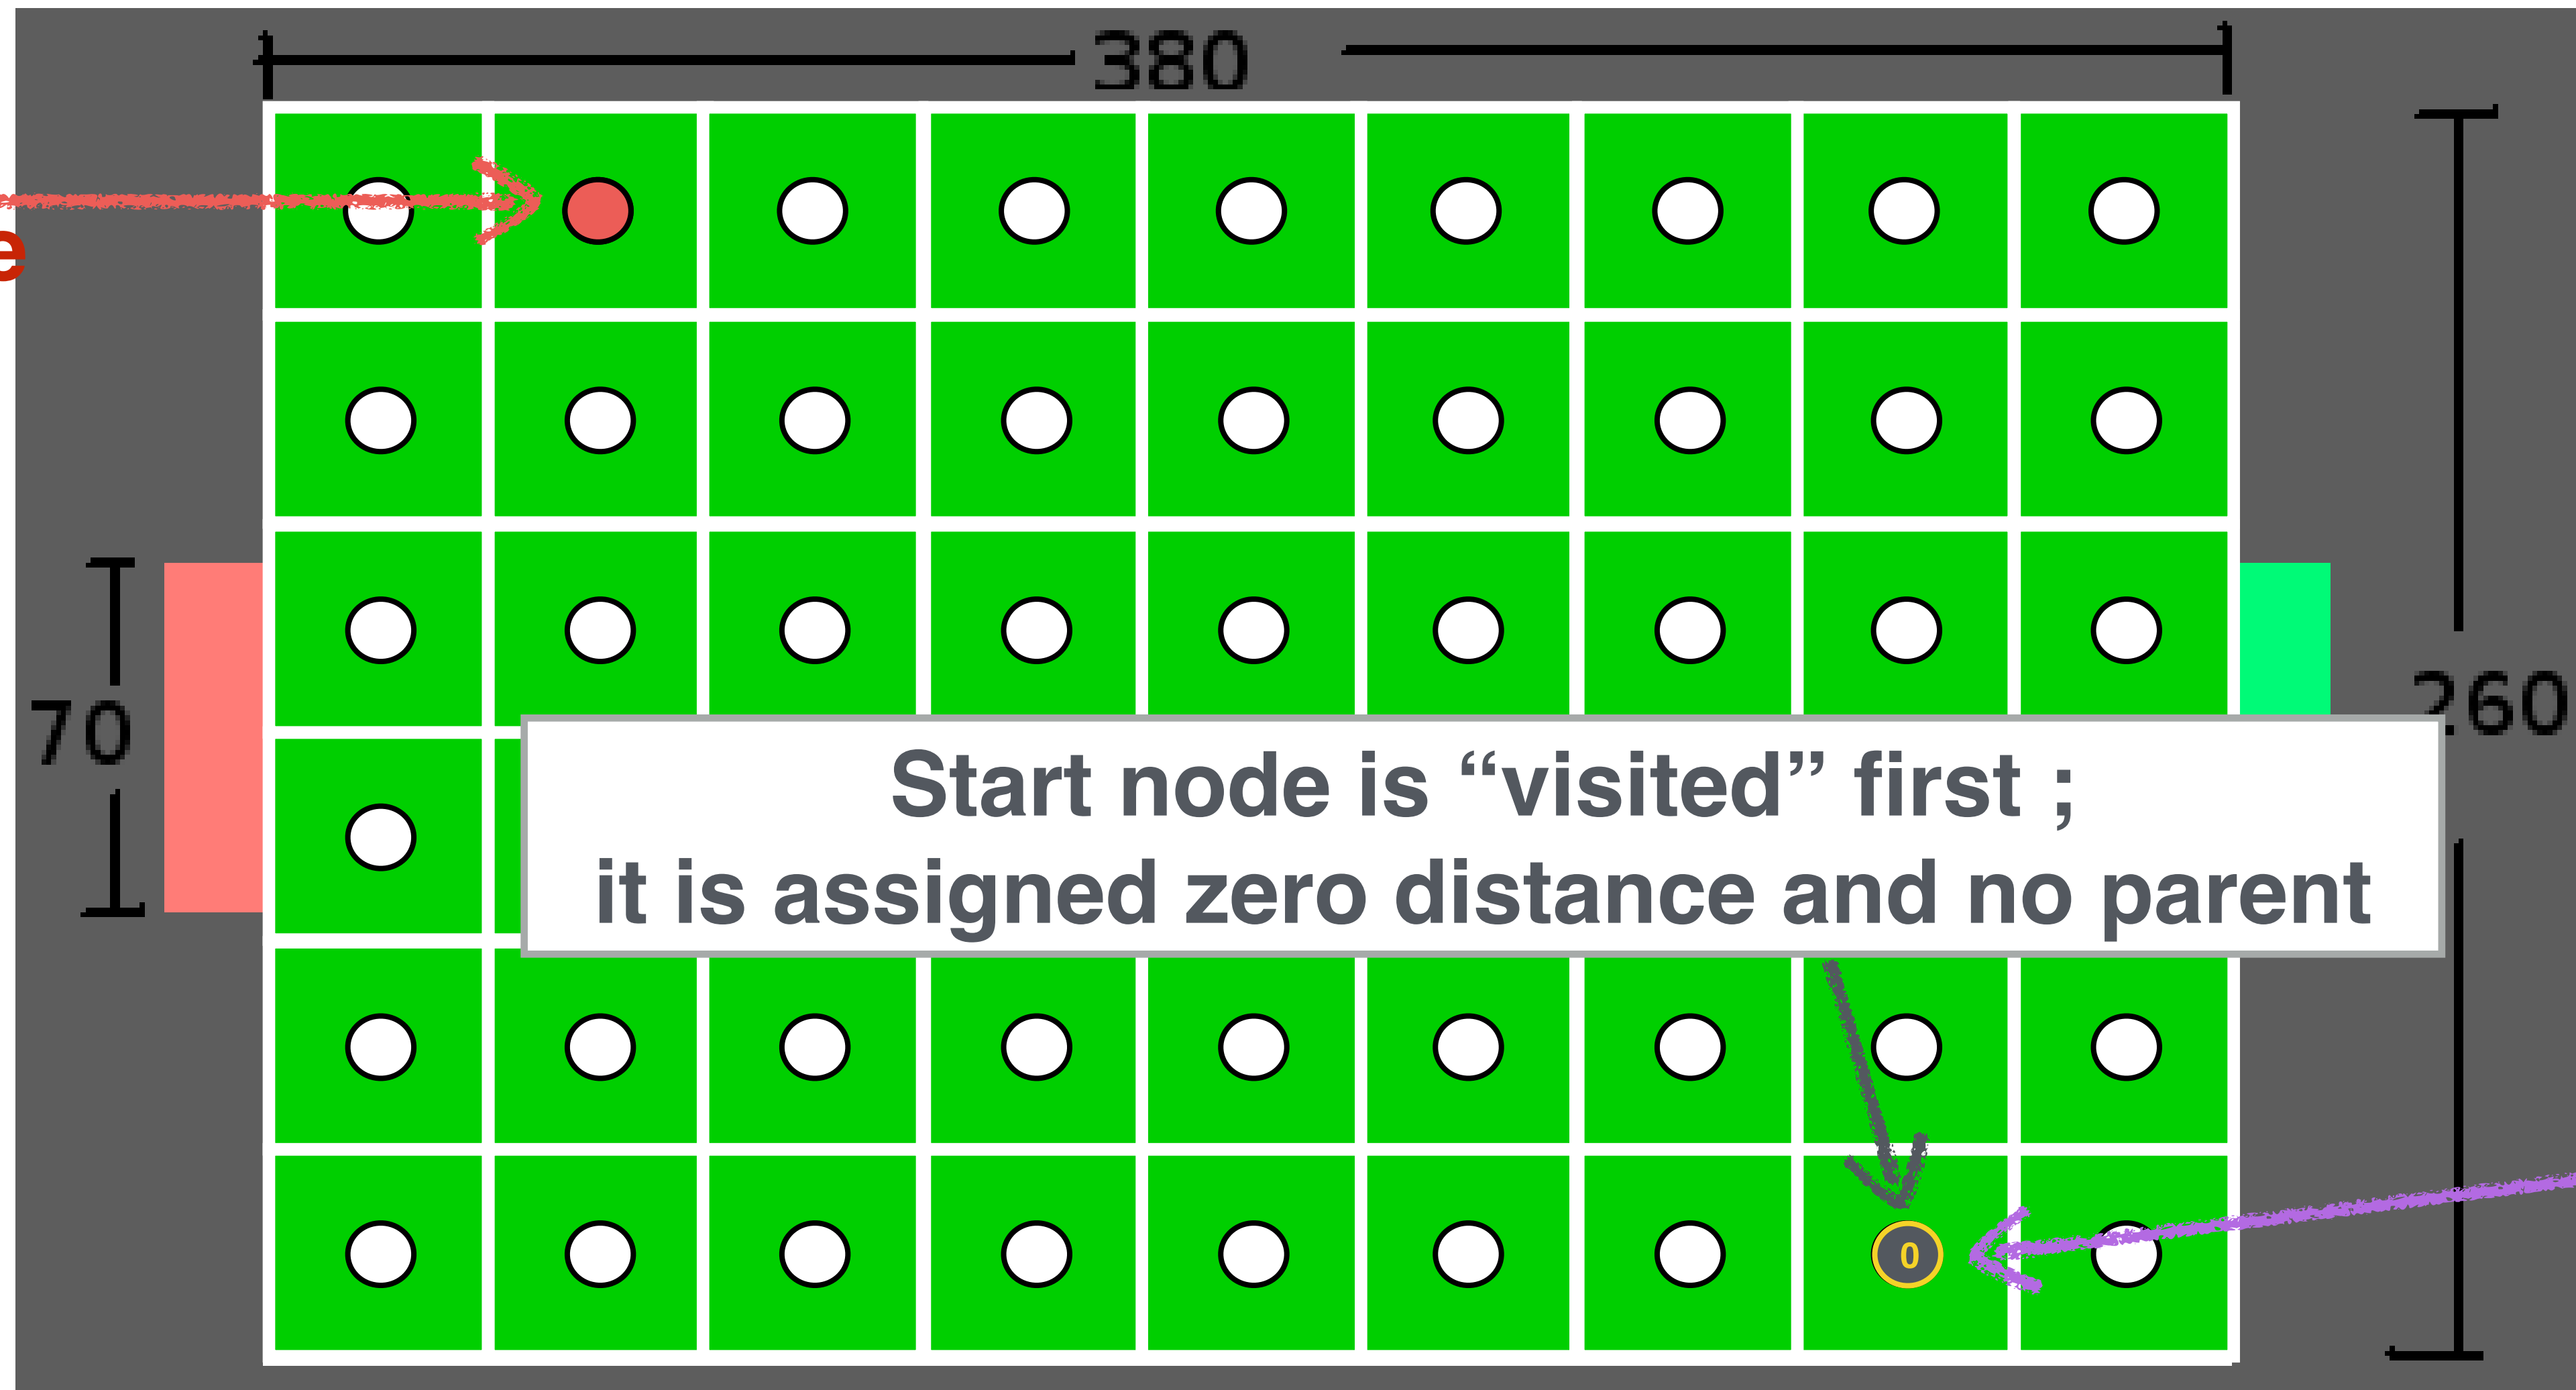 380
e
70
260
Start node is “visited” first ;
it is assigned zero distance and no parent
0